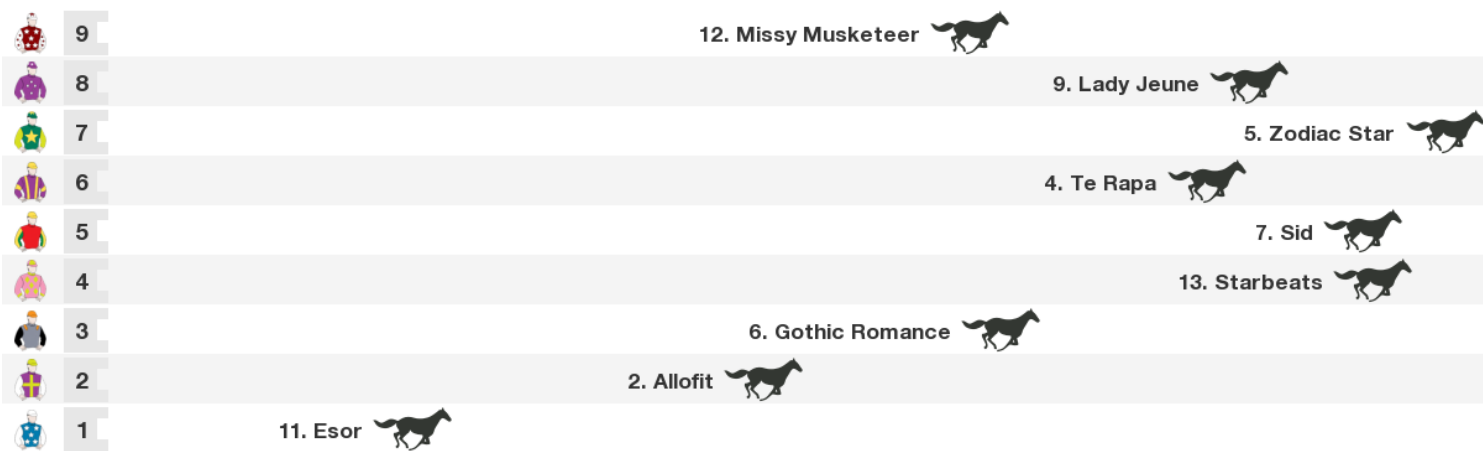 9 12. Missy Musketeer
8 9. Lady Jeune
7 5. Zodiac Star
6 4. Te Rapa
5 7. Sid
4 13. Starbeats
3 6. Gothic Romance
2 2. Allofit
1 11. Esor